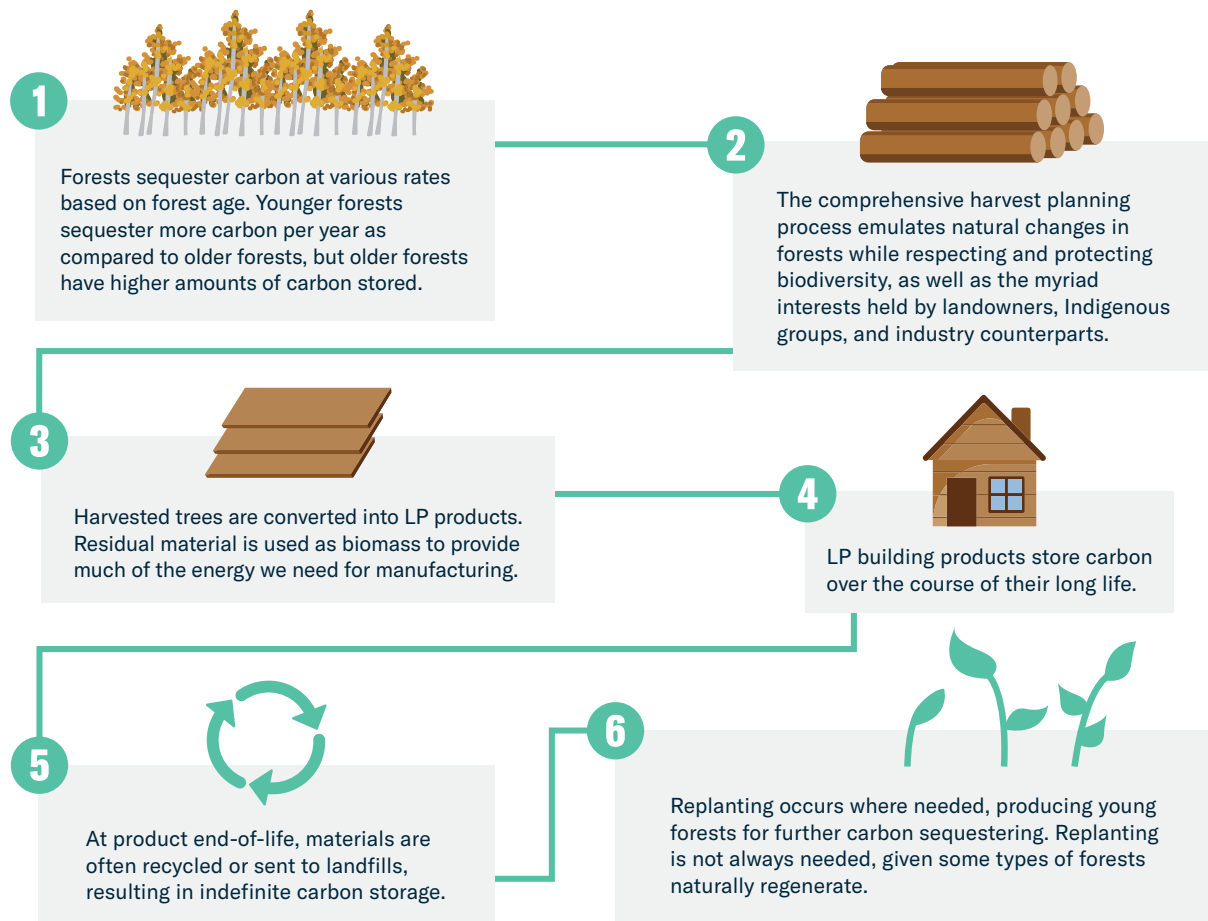 1
Forests sequester carbon at various rates
based on forest age. Younger forests
sequester more carbon per year as
compared to older forests, but older forests
have higher amounts of carbon stored.
2
The comprehensive harvest planning
process emulates natural changes in
forests while respecting and protecting
biodiversity, as well as the myriad
interests held by landowners, Indigenous
groups, and industry counterparts.
3
Harvested trees are converted into LP products.
Residual material is used as biomass to provide
much of the energy we need for manufacturing.
4
LP building products store carbon
over the course of their long life.
5
At product end-of-life, materials are
often recycled or sent to landfills,
resulting in indefinite carbon storage.
6
Replanting occurs where needed, producing young
forests for further carbon sequestering. Replanting
is not always needed, given some types of forests
naturally regenerate.